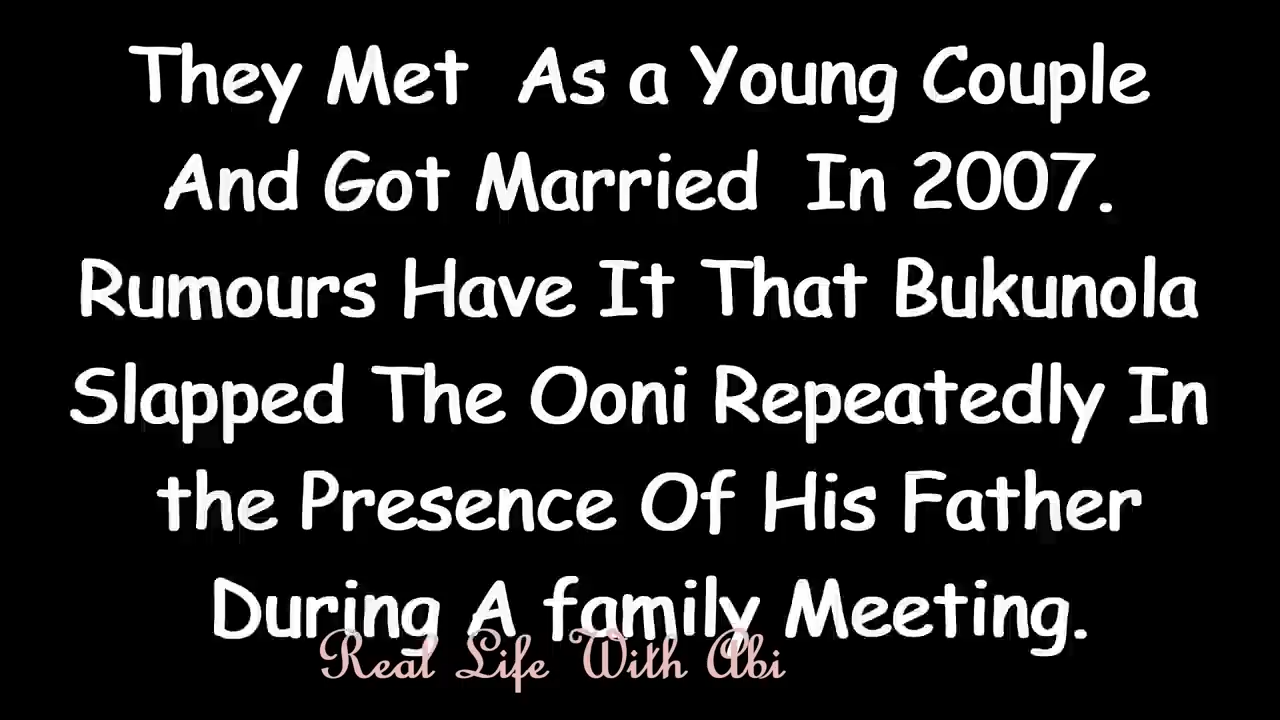 They Met As a Young Couple
And Got Married In 2007.
Rumours Have It That Bukunola
Slapped The Ooni Repeatedly In
the Presence Of His Father
During A family Meeting.
Real Life With Abi